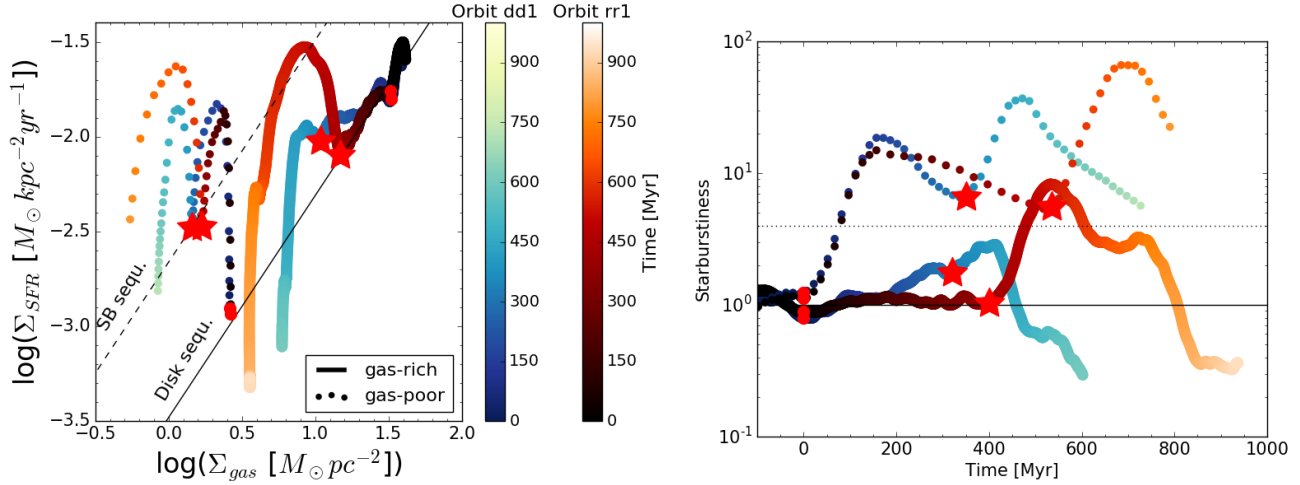 Orbit dd1 Orbit rr1
log(Σ_SFR [M_⊙ kpc^{-2} yr^{-1}])
−1.5
−2.0
−2.5
−3.0
−3.5
SB sequ.
Disk sequ.
gas-rich
gas-poor
−0.5 0.0 0.5 1.0 1.5 2.0
log(Σ_gas [M_⊙ pc^{-2}])
900
750
600
450
300
150
0
Time [Myr]
900
750
600
450
300
150
0
Time [Myr]
Starburstiness
10^2
10^1
10^0
10^-1
0 200 400 600 800 1000
Time [Myr]